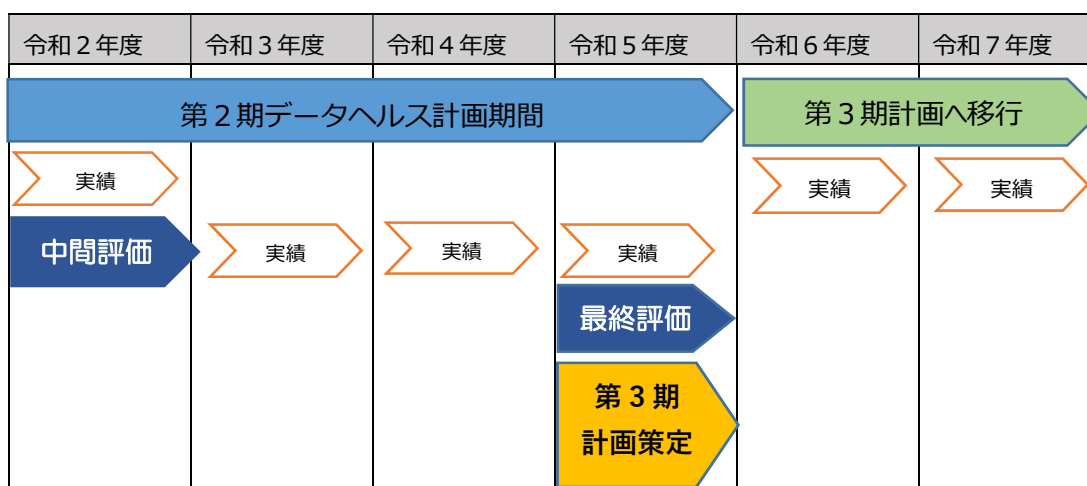 令和２年度
令和３年度
令和４年度
令和５年度
令和６年度
令和７年度
第２期データヘルス計画期間
第３期計画へ移行
実績
実績
実績
中間評価
実績
実績
実績
最終評価
第３期
計画策定